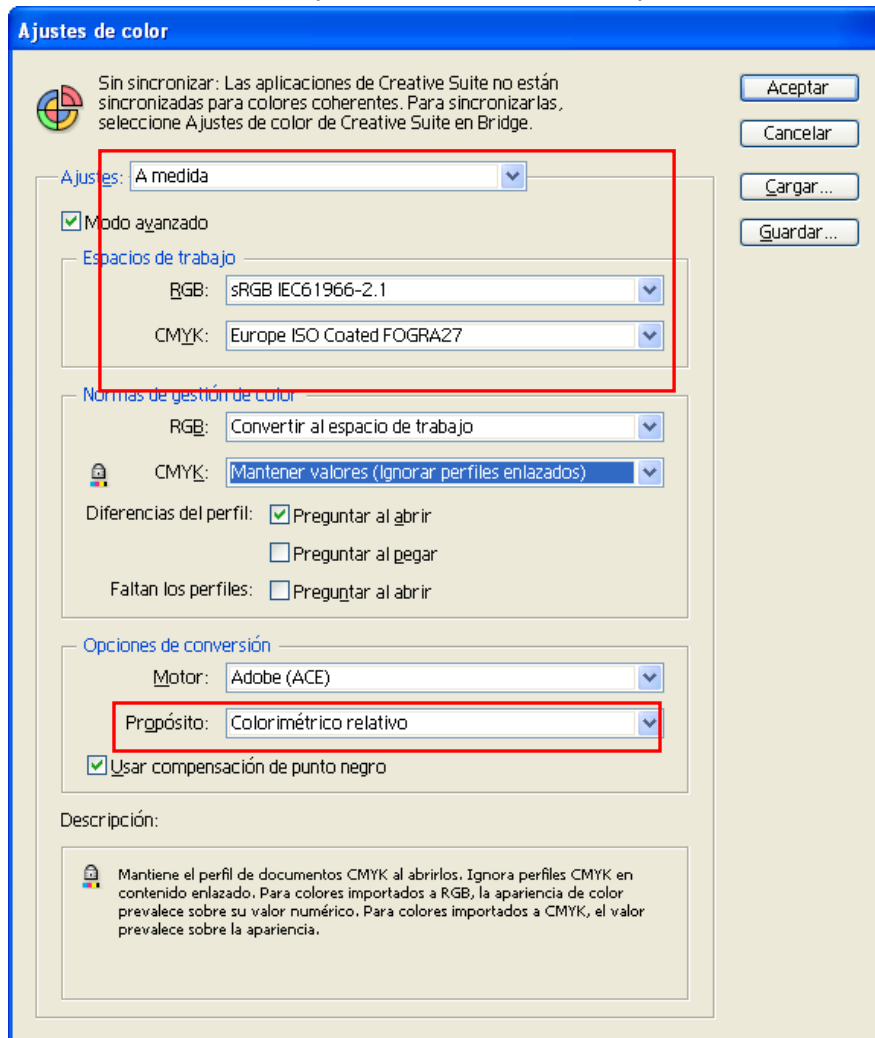 Ajustes de color
Sin sincronizar: Las aplicaciones de Creative Suite no están
sincronizadas para colores coherentes. Para sincronizarlas,
seleccione Ajustes de color de Creative Suite en Bridge.
Aceptar
Cancelar
Cargar...
Guardar...
Ajustes: A medida
Modo avanzado
Espacios de trabajo
RGB: sRGB IEC61966-2.1
CMYK: Europe ISO Coated FOGRA27
Normas de gestión de color
RGB: Convertir al espacio de trabajo
CMYK: Mantener valores (Ignorar perfiles enlazados)
Diferencias del perfil: Preguntar al abrir
Preguntar al pegar
Faltan los perfiles: Preguntar al abrir
Opciones de conversión
Motor: Adobe (ACE)
Propósito: Colorimétrico relativo
Usar compensación de punto negro
Descripción:
Mantiene el perfil de documentos CMYK al abrirlos. Ignora perfiles CMYK en
contenido enlazado. Para colores importados a RGB, la apariencia de color
prevalece sobre su valor numérico. Para colores importados a CMYK, el valor
prevalece sobre la apariencia.